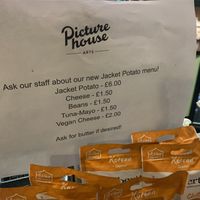 Picture
house
ARTS
Ask our staff about our new Jacket Potato menu!
Jacket Potato - £6.00
Cheese - £1.50
Beans - £1.50
Tuna-Mayo - £1.50
Vegan Cheese - £2.00
Ask for butter if desired!